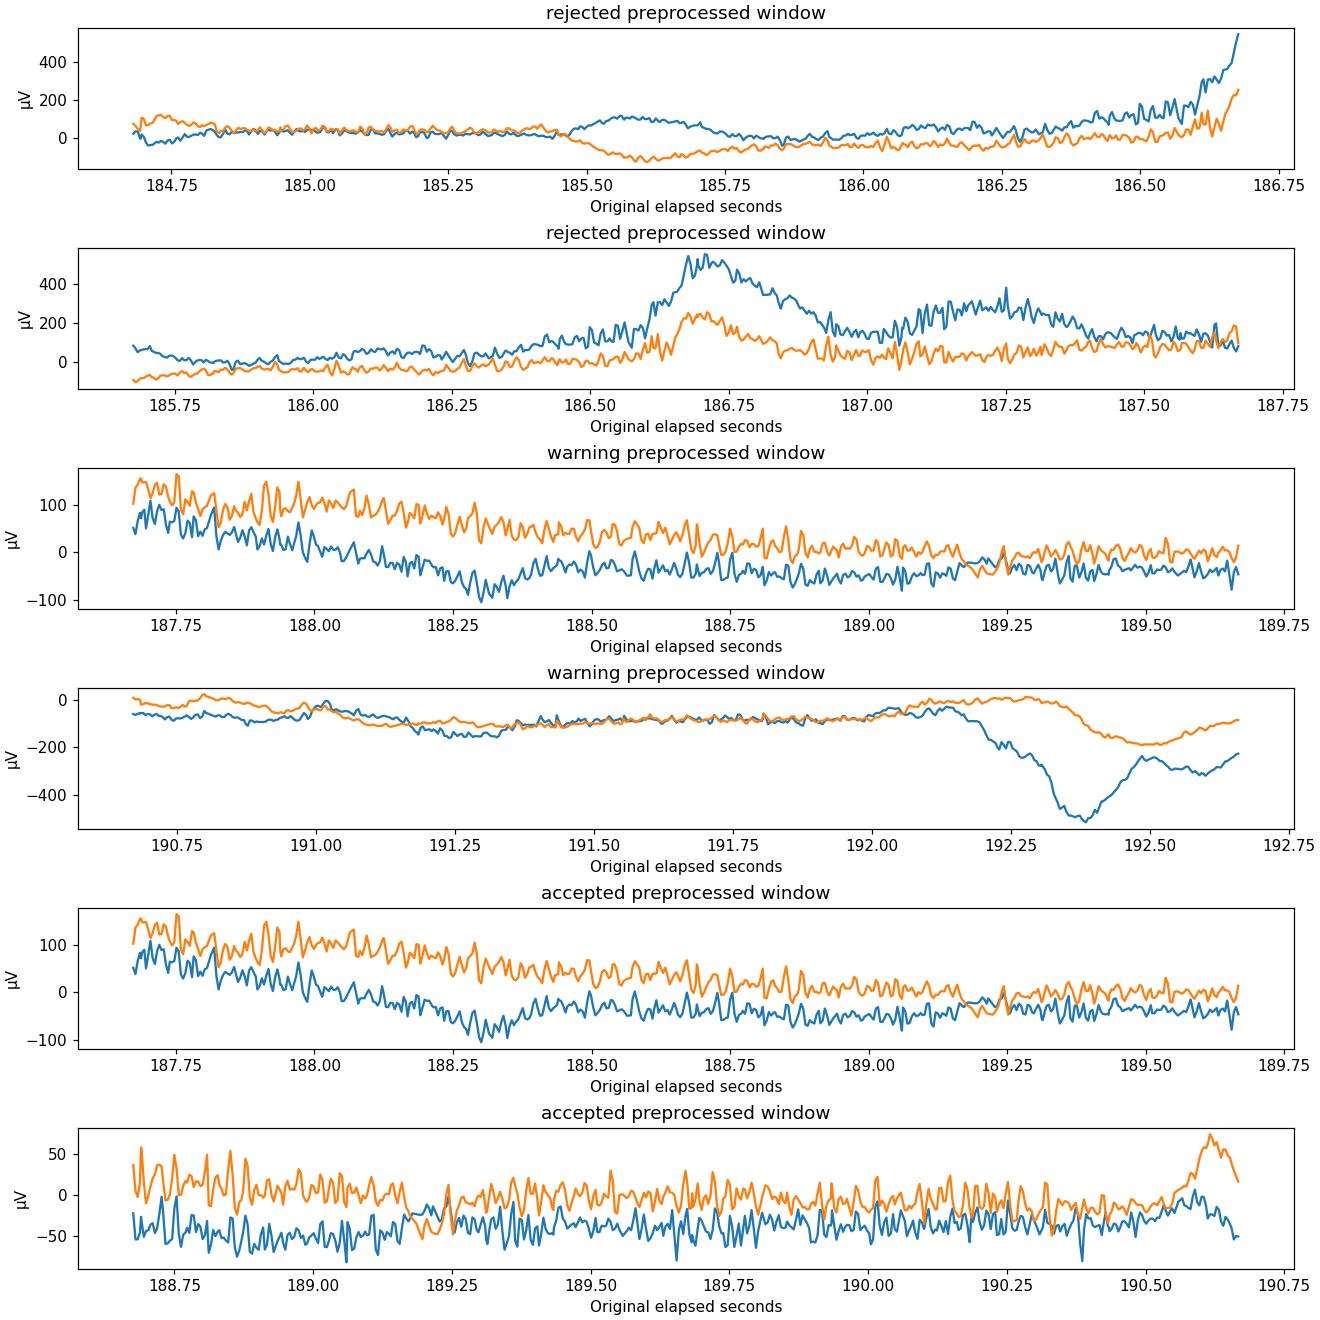 rejected preprocessed window
400
200
0
µV
184.75 185.00 185.25 185.50 185.75 186.00 186.25 186.50 186.75
Original elapsed seconds
rejected preprocessed window
400
200
0
µV
185.75 186.00 186.25 186.50 186.75 187.00 187.25 187.50 187.75
Original elapsed seconds
warning preprocessed window
100
0
−100
µV
187.75 188.00 188.25 188.50 188.75 189.00 189.25 189.50 189.75
Original elapsed seconds
warning preprocessed window
0
−200
−400
µV
190.75 191.00 191.25 191.50 191.75 192.00 192.25 192.50 192.75
Original elapsed seconds
accepted preprocessed window
100
0
−100
µV
187.75 188.00 188.25 188.50 188.75 189.00 189.25 189.50 189.75
Original elapsed seconds
accepted preprocessed window
50
0
−50
µV
188.75 189.00 189.25 189.50 189.75 190.00 190.25 190.50 190.75
Original elapsed seconds